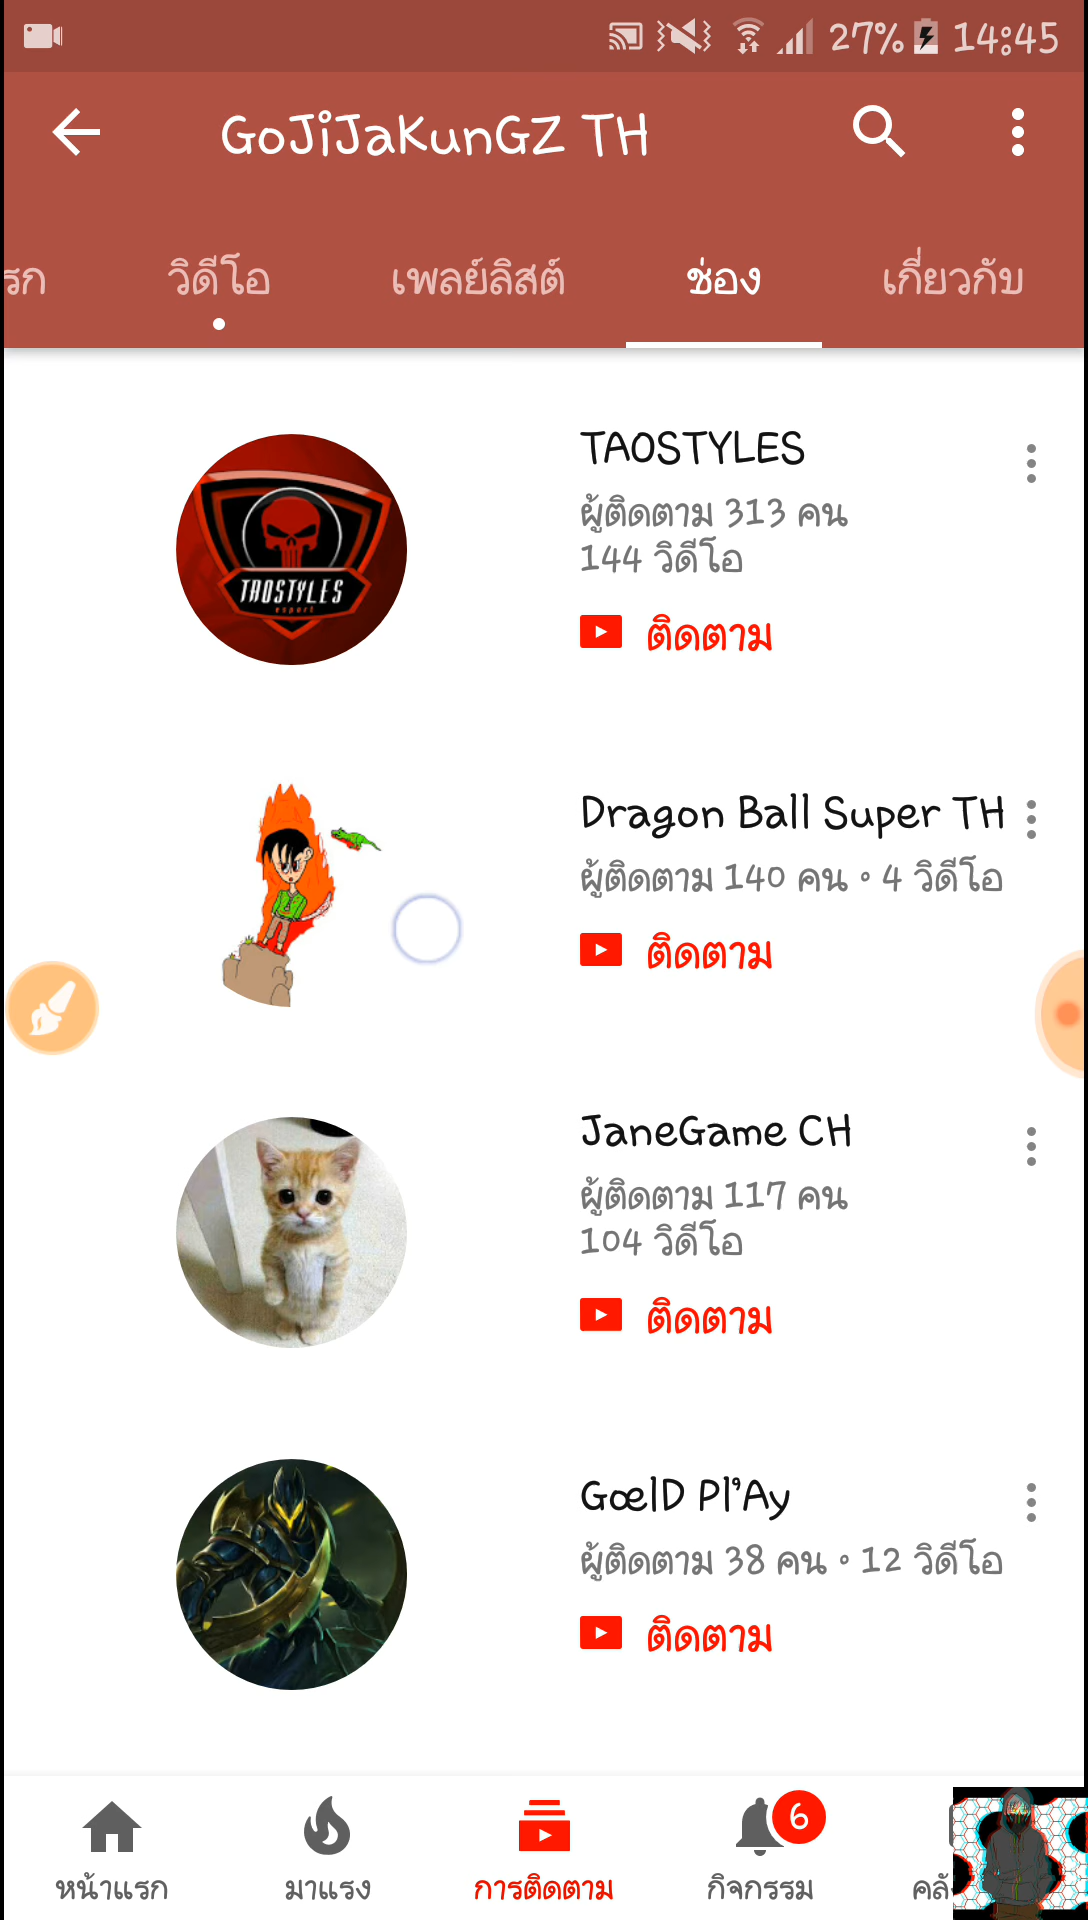 27% 14:45
GoJiJaKunGZ TH
รก วิดีโอ เพลย์ลิสต์ ช่อง เกี่ยวกับ
TAOSTYLES
ผู้ติดตาม 313 คน
144 วิดีโอ
ติดตาม
TAOSTYLES
esport
Dragon Ball Super TH
ผู้ติดตาม 140 คน • 4 วิดีโอ
ติดตาม
JaneGame CH
ผู้ติดตาม 117 คน
104 วิดีโอ
ติดตาม
GœlD Pl'Ay
ผู้ติดตาม 38 คน • 12 วิดีโอ
ติดตาม
6
หน้าแรก มาแรง การติดตาม กิจกรรม คลั